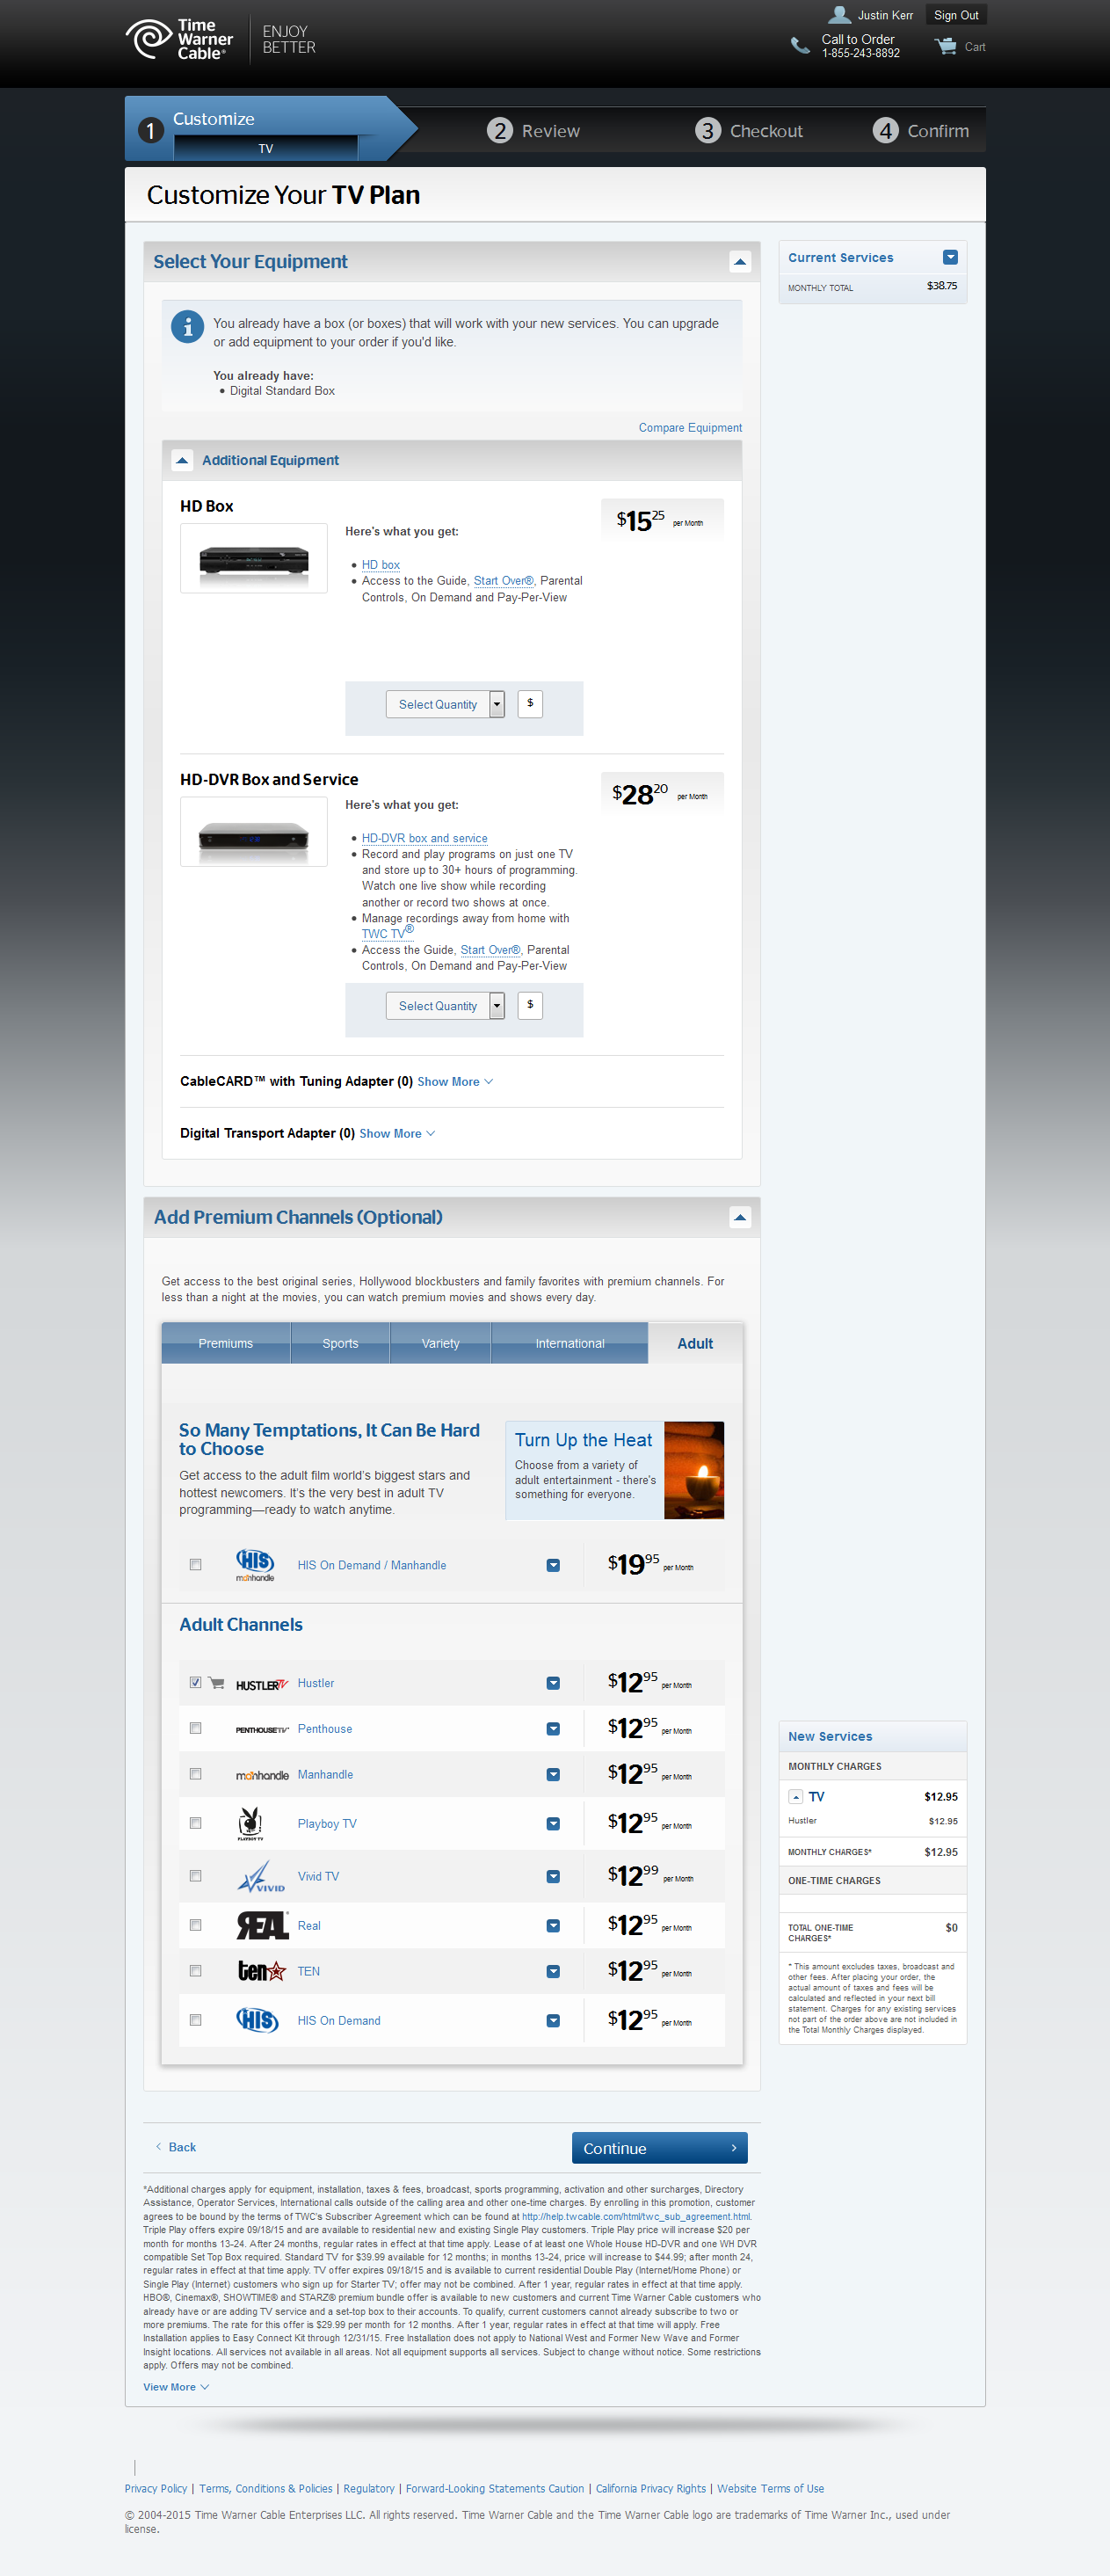 Time Warner Cable®
ENJOY BETTER
Justin Kerr
Sign Out
Call to Order
1-855-243-8892
Cart
1 Customize
TV
2 Review
3 Checkout
4 Confirm
Customize Your TV Plan
Select Your Equipment
You already have a box (or boxes) that will work with your new services. You can upgrade
or add equipment to your order if you'd like.
You already have:
• Digital Standard Box
Compare Equipment
Additional Equipment
HD Box
Here's what you get:
$15 25 per Month
• HD box
• Access to the Guide, Start Over®, Parental
Controls, On Demand and Pay-Per-View
Select Quantity
$
HD-DVR Box and Service
Here's what you get:
$28 20 per Month
• HD-DVR box and service
• Record and play programs on just one TV
and store up to 30+ hours of programming.
Watch one live show while recording
another or record two shows at once.
• Manage recordings away from home with
TWC TV®
• Access the Guide, Start Over®, Parental
Controls, On Demand and Pay-Per-View
Select Quantity
$
CableCARD™ with Tuning Adapter (0) Show More
Digital Transport Adapter (0) Show More
Current Services
MONTHLY TOTAL $38.75
Add Premium Channels (Optional)
Get access to the best original series, Hollywood blockbusters and family favorites with premium channels. For
less than a night at the movies, you can watch premium movies and shows every day.
Premiums
Sports
Variety
International
Adult
So Many Temptations, It Can Be Hard
to Choose
Get access to the adult film world's biggest stars and
hottest newcomers. It's the very best in adult TV
programming—ready to watch anytime.
Turn Up the Heat
Choose from a variety of
adult entertainment - there's
something for everyone.
HIS manhandle HIS On Demand / Manhandle $19 95 per Month
Adult Channels
HUSTLER TV Hustler $12 95 per Month
PENTHOUSE TV Penthouse $12 95 per Month
manhandle Manhandle $12 95 per Month
PLAYBOY TV Playboy TV $12 95 per Month
VIVID Vivid TV $12 99 per Month
REAL Real $12 95 per Month
ten TEN $12 95 per Month
HIS HIS On Demand $12 95 per Month
New Services
MONTHLY CHARGES
TV $12.95
Hustler $12.95
MONTHLY CHARGES* $12.95
ONE-TIME CHARGES
TOTAL ONE-TIME
CHARGES* $0
* This amount excludes taxes, broadcast and
other fees. After placing your order, the
actual amount of taxes and fees will be
calculated and reflected in your next bill
statement. Charges for any existing services
not part of the order above are not included in
the Total Monthly Charges displayed.
Back
Continue
*Additional charges apply for equipment, installation, taxes & fees, broadcast, sports programming, activation and other surcharges, Directory
Assistance, Operator Services, International calls outside of the calling area and other one-time charges. By enrolling in this promotion, customer
agrees to be bound by the terms of TWC's Subscriber Agreement which can be found at http://help.twcable.com/html/twc_sub_agreement.html.
Triple Play offers expire 09/18/15 and are available to residential new and existing Single Play customers. Triple Play price will increase $20 per
month for months 13-24. After 24 months, regular rates in effect at that time apply. Lease of at least one Whole House HD-DVR and one WH DVR
compatible Set Top Box required. Standard TV for $39.99 available for 12 months; in months 13-24, price will increase to $44.99; after month 24,
regular rates in effect at that time apply. TV offer expires 09/18/15 and is available to current residential Double Play (Internet/Home Phone) or
Single Play (Internet) customers who sign up for Starter TV; offer may not be combined. After 1 year, regular rates in effect at that time apply.
HBO®, Cinemax®, SHOWTIME® and STARZ® premium bundle offer is available to new customers and current Time Warner Cable customers who
already have or are adding TV service and a set-top box to their accounts. To qualify, current customers cannot already subscribe to two or
more premiums. The rate for this offer is $29.99 per month for 12 months. After 1 year, regular rates in effect at that time will apply. Free
Installation applies to Easy Connect Kit through 12/31/15. Free Installation does not apply to National West and Former New Wave and Former
Insight locations. All services not available in all areas. Not all equipment supports all services. Subject to change without notice. Some restrictions
apply. Offers may not be combined.
View More
Privacy Policy | Terms, Conditions & Policies | Regulatory | Forward-Looking Statements Caution | California Privacy Rights | Website Terms of Use
© 2004-2015 Time Warner Cable Enterprises LLC. All rights reserved. Time Warner Cable and the Time Warner Cable logo are trademarks of Time Warner Inc., used under
license.